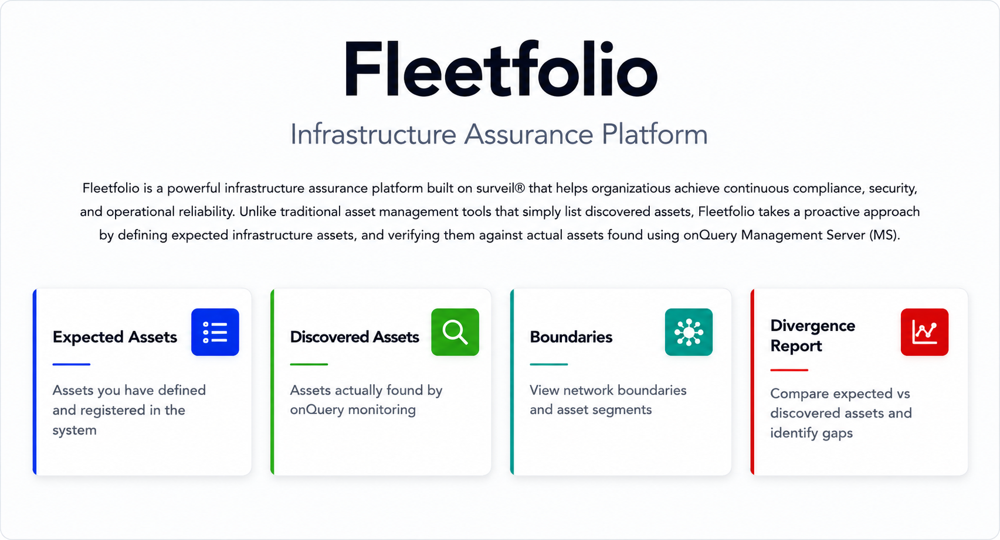 Fleetfolio
Infrastructure Assurance Platform
Fleetfolio is a powerful infrastructure assurance platform built on surveil® that helps organizatious achieve continuous compliance, security,
and operational reliability. Unlike traditional asset management tools that simply list discovered assets, Fleetfolio takes a proactive approach
by defining expected infrastructure assets, and verifying them against actual assets found using onQuery Management Server (MS).
Expected Assets
Assets you have defined
and registered in the
system
Discovered Assets
Assets actually found by
onQuery monitoring
Boundaries
View network boundaries
and asset segments
Divergence
Report
Compare expected vs
discovered assets and
identify gaps